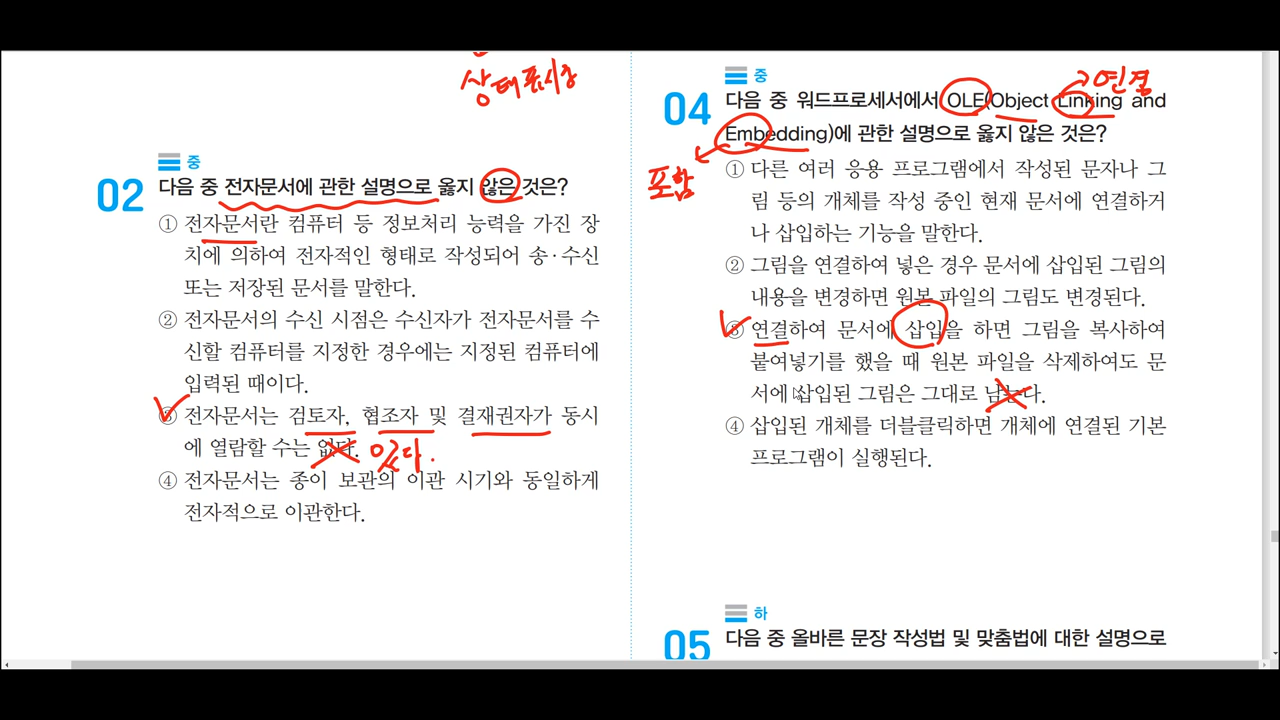 상태표시줄
중
02 다음 중 전자문서에 관한 설명으로 옳지 않은 것은?
① 전자문서란 컴퓨터 등 정보처리 능력을 가진 장
치에 의하여 전자적인 형태로 작성되어 송·수신
또는 저장된 문서를 말한다.
② 전자문서의 수신 시점은 수신자가 전자문서를 수
신할 컴퓨터를 지정한 경우에는 지정된 컴퓨터에
입력된 때이다.
③ 전자문서는 검토자, 협조자 및 결재권자가 동시
에 열람할 수는 없다. 있다.
④ 전자문서는 종이 보관의 이관 시기와 동일하게
전자적으로 이관한다.
중
연결
04 다음 중 워드프로세서에서 OLE(Object Linking and
Embedding)에 관한 설명으로 옳지 않은 것은?
포함
① 다른 여러 응용 프로그램에서 작성된 문자나 그
림 등의 개체를 작성 중인 현재 문서에 연결하거
나 삽입하는 기능을 말한다.
② 그림을 연결하여 넣은 경우 문서에 삽입된 그림의
내용을 변경하면 원본 파일의 그림도 변경된다.
③ 연결하여 문서에 삽입을 하면 그림을 복사하여
붙여넣기를 했을 때 원본 파일을 삭제하여도 문
서에 삽입된 그림은 그대로 남는다.
④ 삽입된 개체를 더블클릭하면 개체에 연결된 기본
프로그램이 실행된다.
하
05 다음 중 올바른 문장 작성법 및 맞춤법에 대한 설명으로